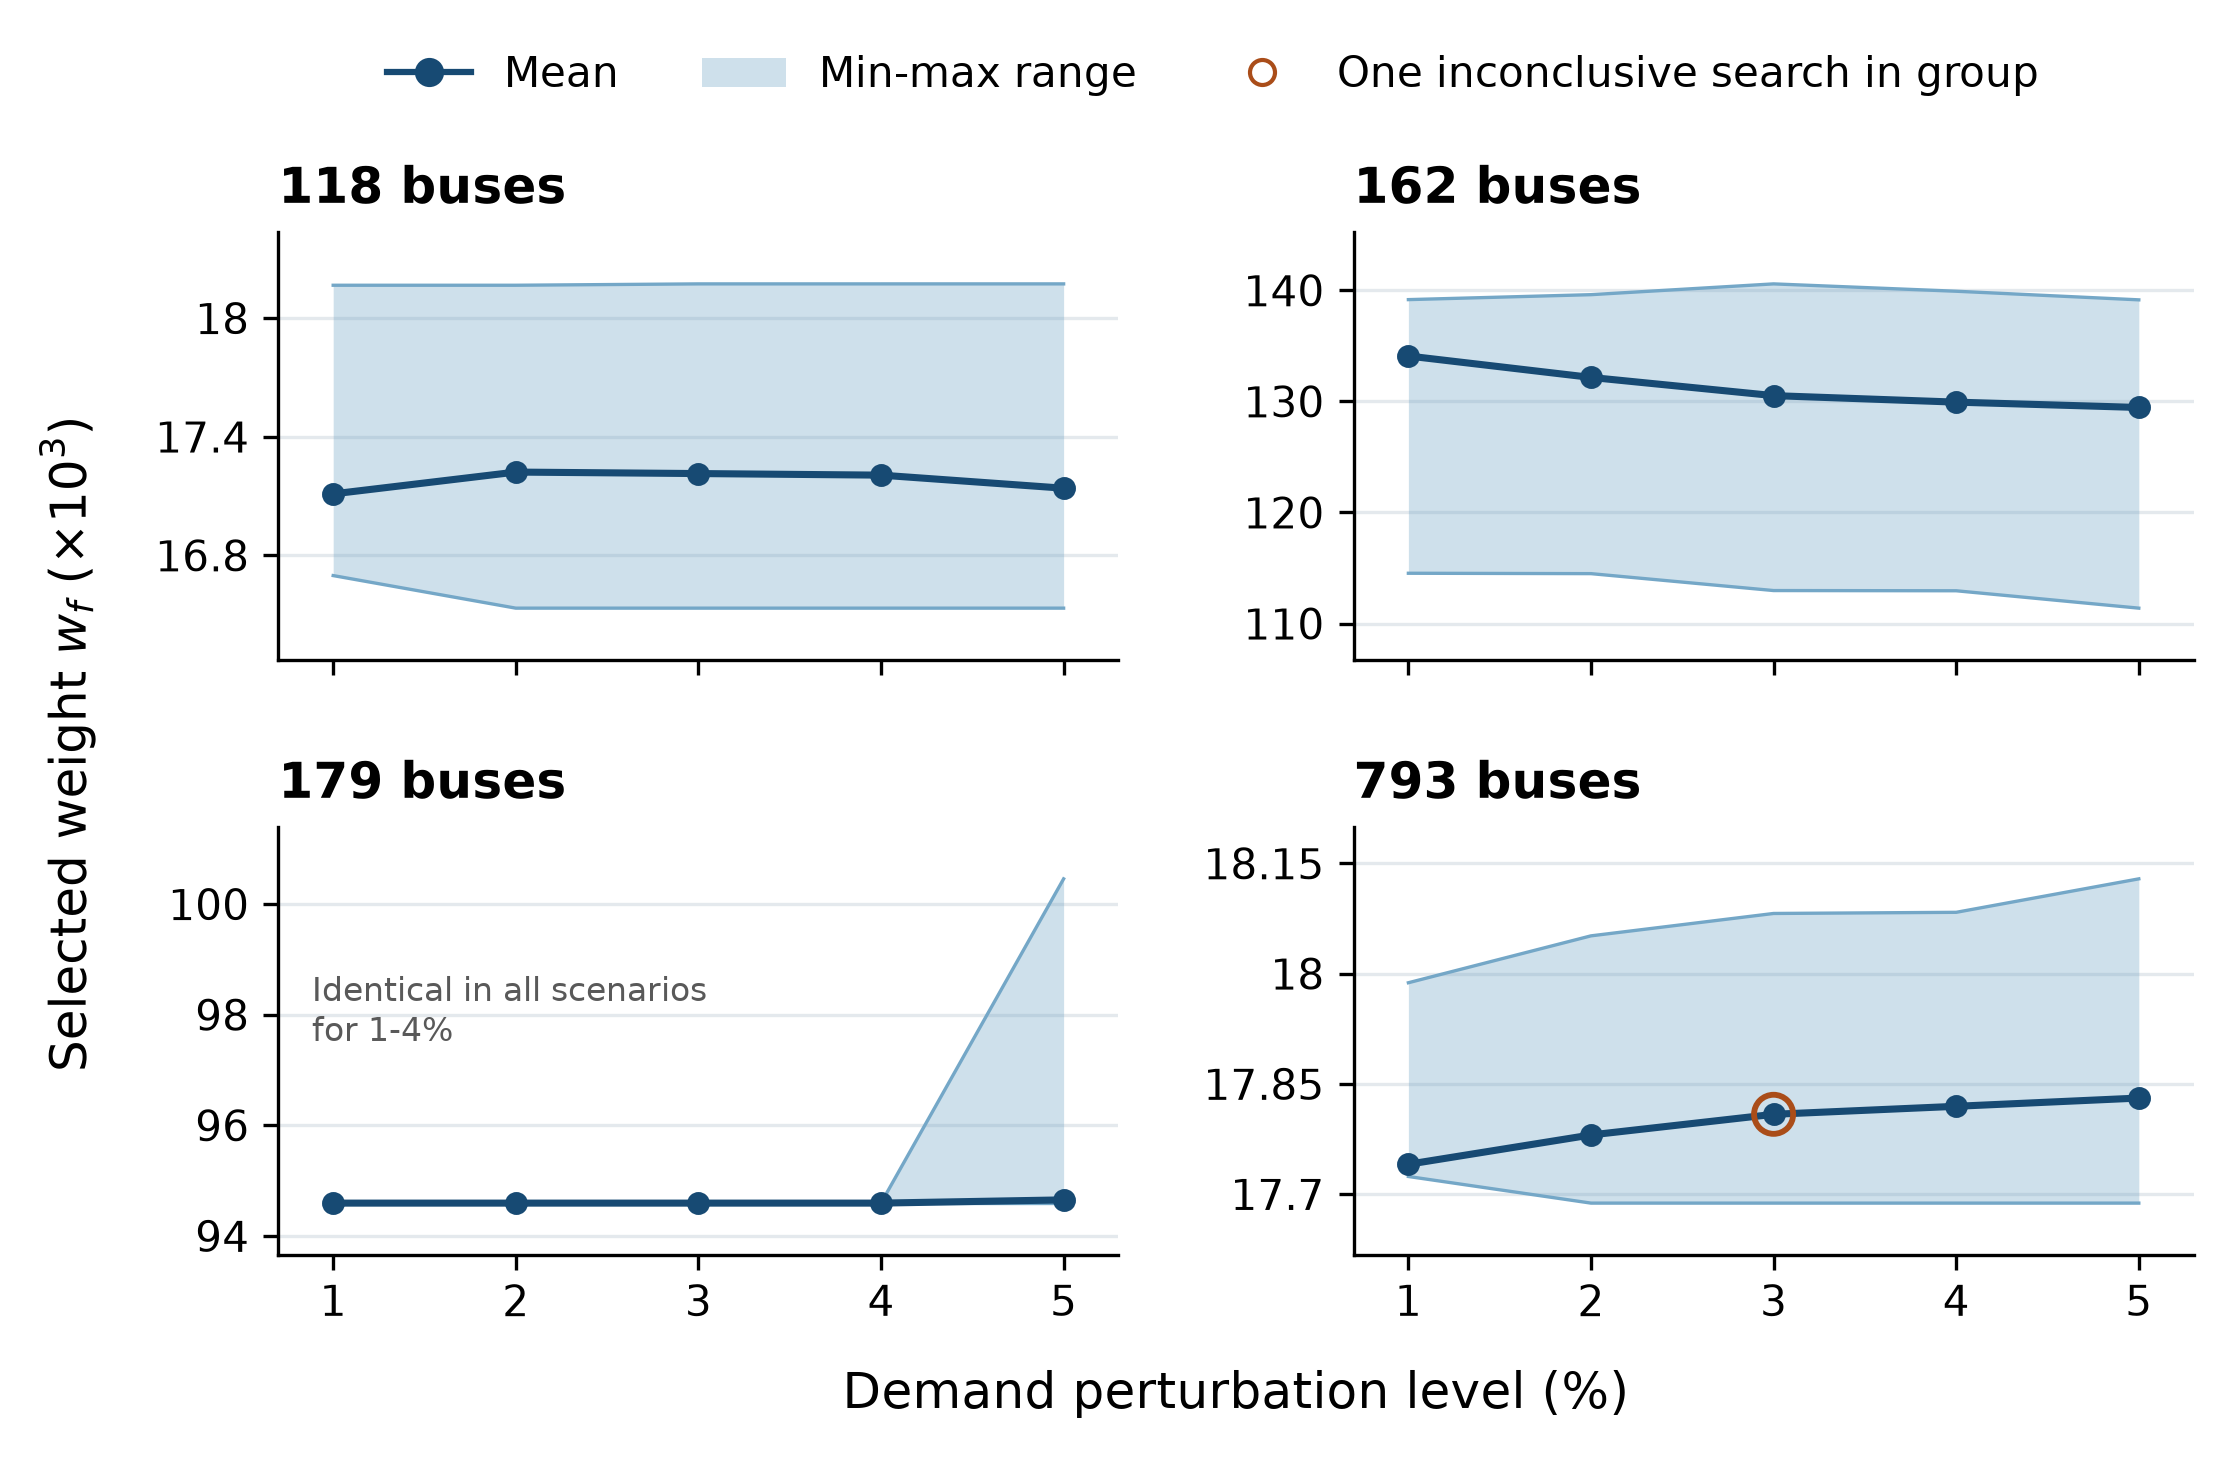 Mean
Min-max range
One inconclusive search in group
118 buses
162 buses
18
17.4
16.8
140
130
120
110
Selected weight w_f (×10³)
179 buses
793 buses
100
98
96
94
Identical in all scenarios
for 1-4%
18.15
18
17.85
17.7
1 2 3 4 5
1 2 3 4 5
Demand perturbation level (%)